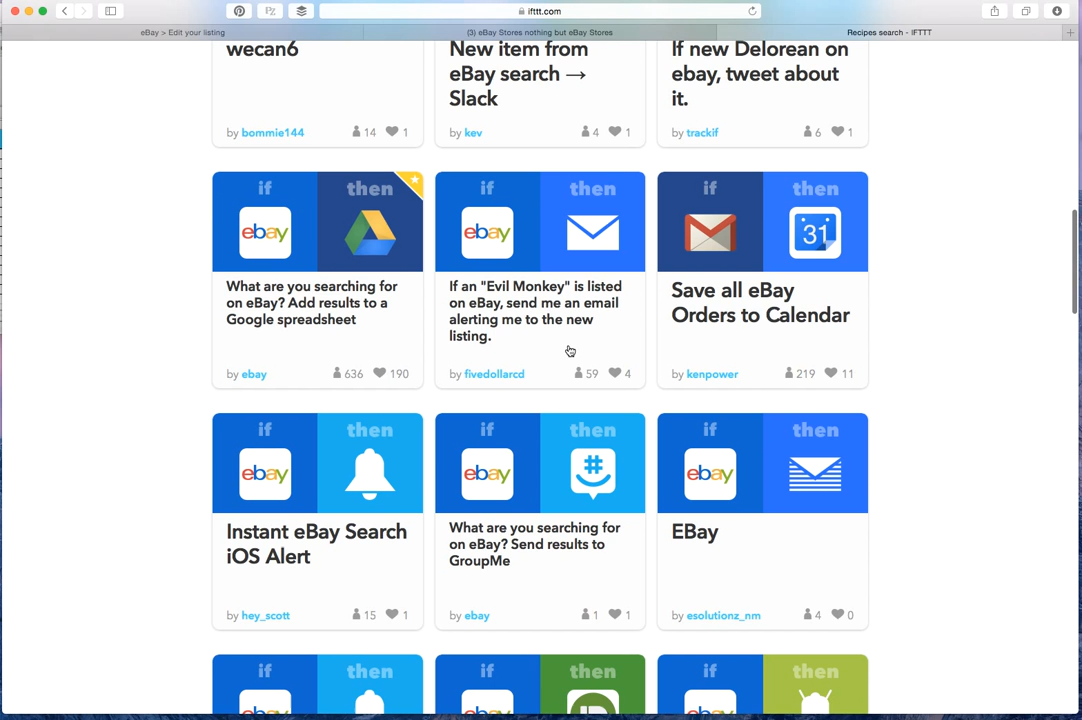 PZ
ifttt.com
eBay > Edit your listing
(3) eBay Stores nothing but eBay Stores
Recipes search - IFTTT
wecan6
by bommie144 14 1
New item from
eBay search →
Slack
by kev 4 1
If new Delorean on
ebay, tweet about
it.
by trackif 6 1
if then
ebay
What are you searching for
on eBay? Add results to a
Google spreadsheet
by ebay 636 190
if then
ebay
If an "Evil Monkey" is listed
on eBay, send me an email
alerting me to the new
listing.
by fivedollarcd 59 4
if then
31
Save all eBay
Orders to Calendar
by kenpower 219 11
if then
ebay
Instant eBay Search
iOS Alert
by hey_scott 15 1
if then
ebay
#
What are you searching for
on eBay? Send results to
GroupMe
by ebay 1 1
if then
ebay
EBay
by esolutionz_nm 4 0
if then
ebay
if then
ebay
if then
ebay